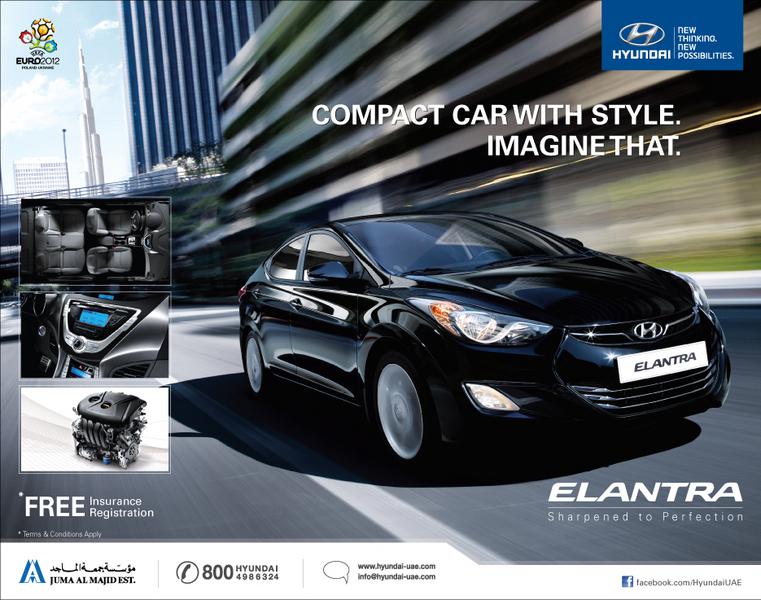 UEFA
EURO2012
POLAND-UKRAINE
HYUNDAI
NEW
THINKING.
NEW
POSSIBILITIES.
COMPACT CAR WITH STYLE.
IMAGINE THAT.
ELANTRA
*FREE Insurance
Registration
* Terms & Conditions Apply
ELANTRA
Sharpened to Perfection
مؤسسة جمعة الماجد
JUMA AL MAJID EST.
800 HYUNDAI
4986324
www.hyundai-uae.com
info@hyundai-uae.com
facebook.com/HyundaiUAE